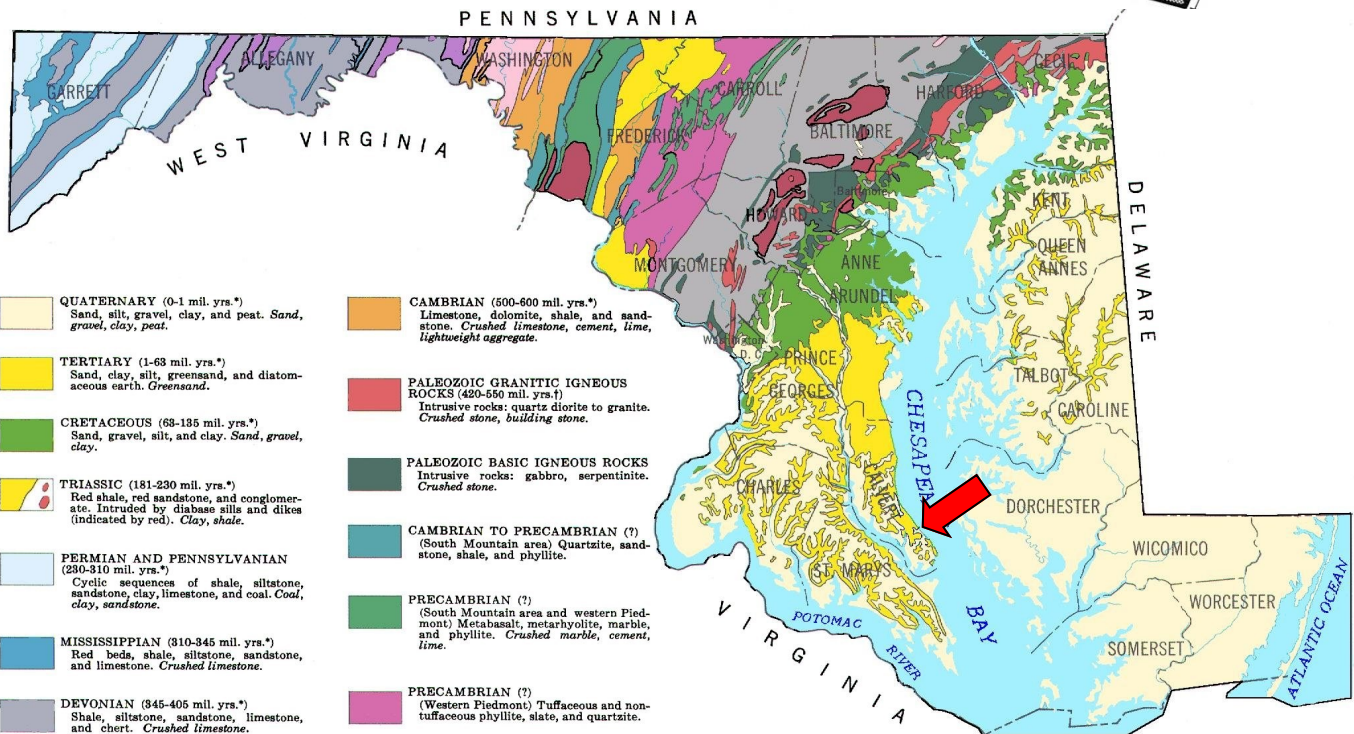 PENNSYLVANIA
GARRETT
ALLEGANY
WASHINGTON
FREDERICK
CARROLL
BALTIMORE
HARFORD
CECIL
WEST VIRGINIA
Baltimore
HOWARD
MONTGOMERY
ANNE
ARUNDEL
KENT
QUEEN
ANNES
DELAWARE
Washington
D. C.
PRINCE
GEORGES
TALBOT
CAROLINE
CHESAPE
CHARLES
CALVERT
DORCHESTER
ST. MARYS
WICOMICO
WORCESTER
SOMERSET
BAY
POTOMAC
RIVER
VIRGINIA
ATLANTIC OCEAN
QUATERNARY (0-1 mil. yrs.*)
Sand, silt, gravel, clay, and peat. Sand,
gravel, clay, peat.
TERTIARY (1-63 mil. yrs.*)
Sand, clay, silt, greensand, and diatom-
aceous earth. Greensand.
CRETACEOUS (63-135 mil. yrs.*)
Sand, gravel, silt, and clay. Sand, gravel,
clay.
TRIASSIC (181-230 mil. yrs.*)
Red shale, red sandstone, and conglomer-
ate. Intruded by diabase sills and dikes
(indicated by red). Clay, shale.
PERMIAN AND PENNSYLVANIAN
(230-310 mil. yrs.*)
Cyclic sequences of shale, siltstone,
sandstone, clay, limestone, and coal. Coal,
clay, sandstone.
MISSISSIPPIAN (310-345 mil. yrs.*)
Red beds, shale, siltstone, sandstone,
and limestone. Crushed limestone.
DEVONIAN (345-405 mil. yrs.*)
Shale, siltstone, sandstone, limestone,
and chert. Crushed limestone.
CAMBRIAN (500-600 mil. yrs.*)
Limestone, dolomite, shale, and sand-
stone. Crushed limestone, cement, lime,
lightweight aggregate.
PALEOZOIC GRANITIC IGNEOUS
ROCKS (420-550 mil. yrs.†)
Intrusive rocks: quartz diorite to granite.
Crushed stone, building stone.
PALEOZOIC BASIC IGNEOUS ROCKS
Intrusive rocks: gabbro, serpentinite.
Crushed stone.
CAMBRIAN TO PRECAMBRIAN (?)
(South Mountain area) Quartzite, sand-
stone, shale, and phyllite.
PRECAMBRIAN (?)
(South Mountain area and western Pied-
mont) Metabasalt, metarhyolite, marble,
and phyllite. Crushed marble, cement,
lime.
PRECAMBRIAN (?)
(Western Piedmont) Tuffaceous and non-
tuffaceous phyllite, slate, and quartzite.